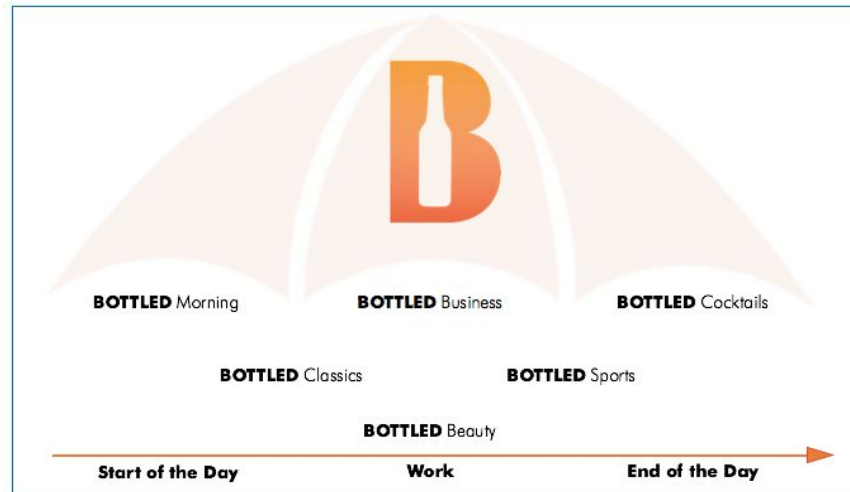 B
BOTTLED Morning
BOTTLED Business
BOTTLED Cocktails
BOTTLED Classics
BOTTLED Sports
BOTTLED Beauty
Start of the Day
Work
End of the Day